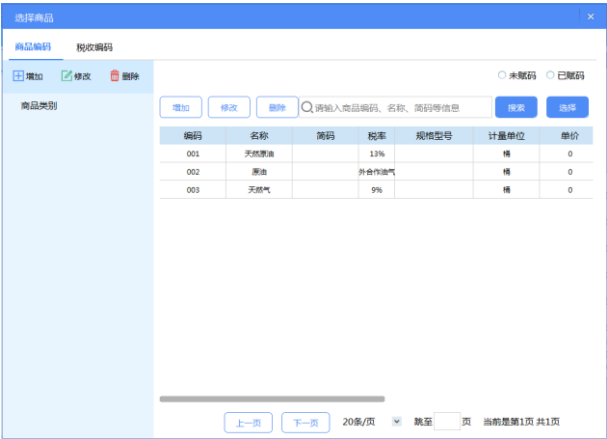 选择商品
商品编码 税收编码
增加 修改 删除 未赋码 已赋码
商品类别
增加 修改 删除 请输入商品编码、名称、简码等信息 搜索 选择
编码 名称 简码 税率 规格型号 计量单位 单价
001 天然原油 13% 桶 0
002 原油 外合作油气 桶 0
003 天然气 9% 桶 0
上一页 下一页 20条/页 跳至 页 当前是第1页 共1页